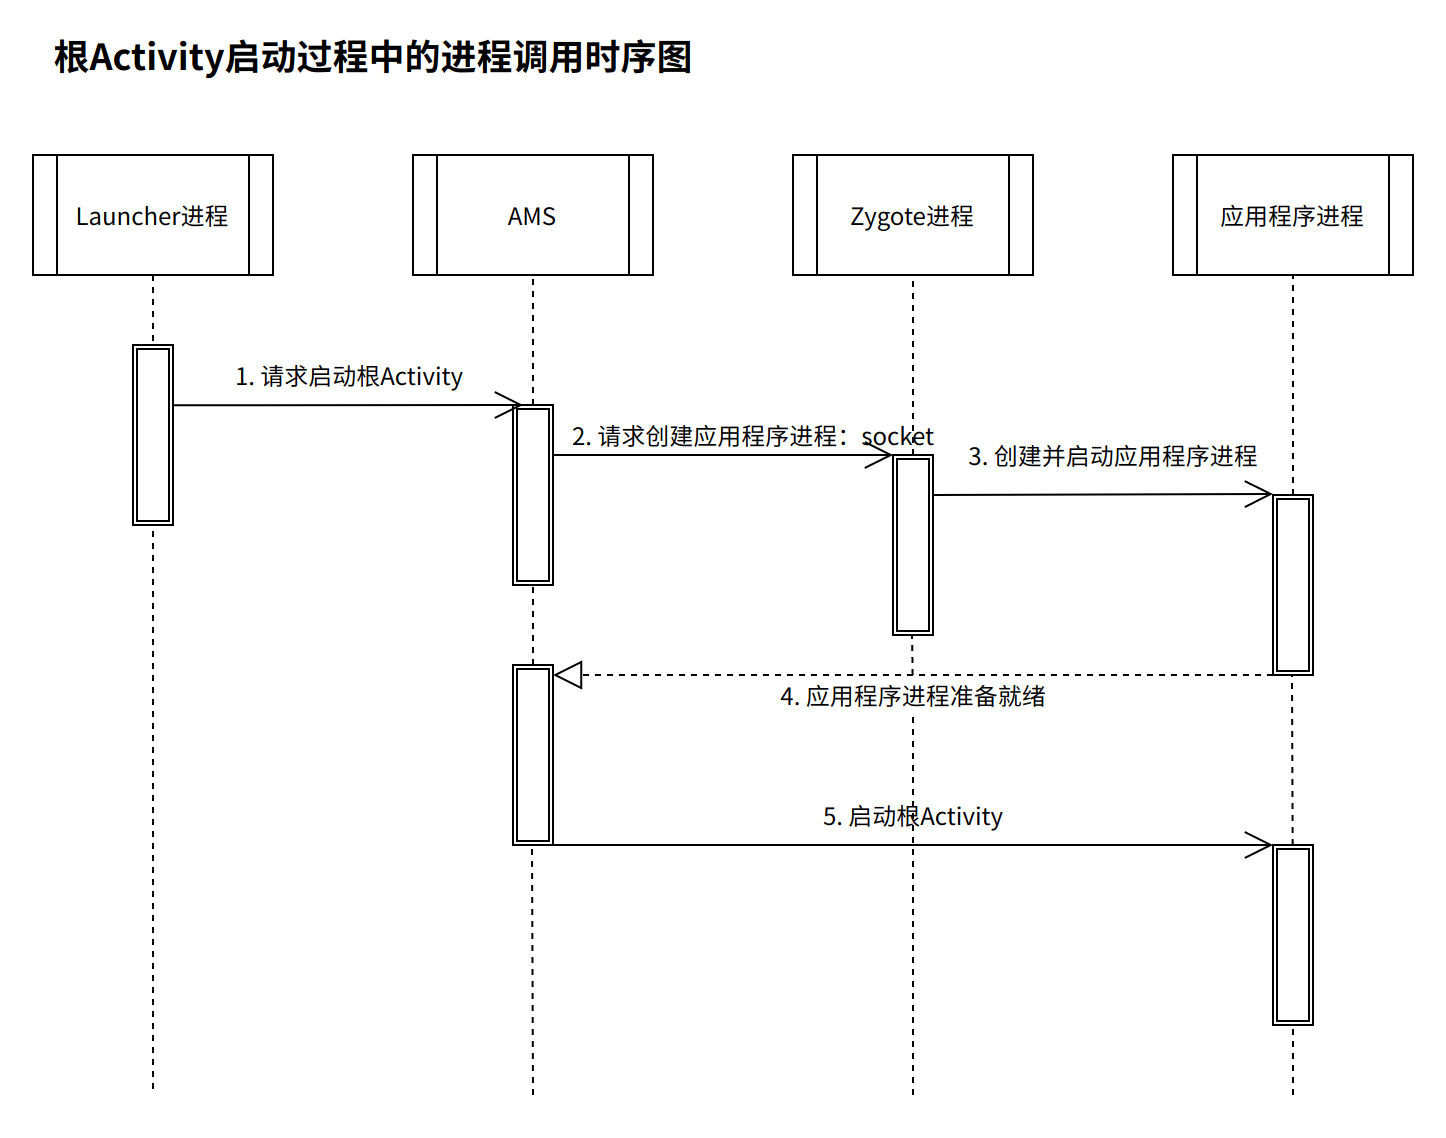 根Activity启动过程中的进程调用时序图
Launcher进程
AMS
Zygote进程
应用程序进程
1. 请求启动根Activity
2. 请求创建应用程序进程：socket
3. 创建并启动应用程序进程
4. 应用程序进程准备就绪
5. 启动根Activity